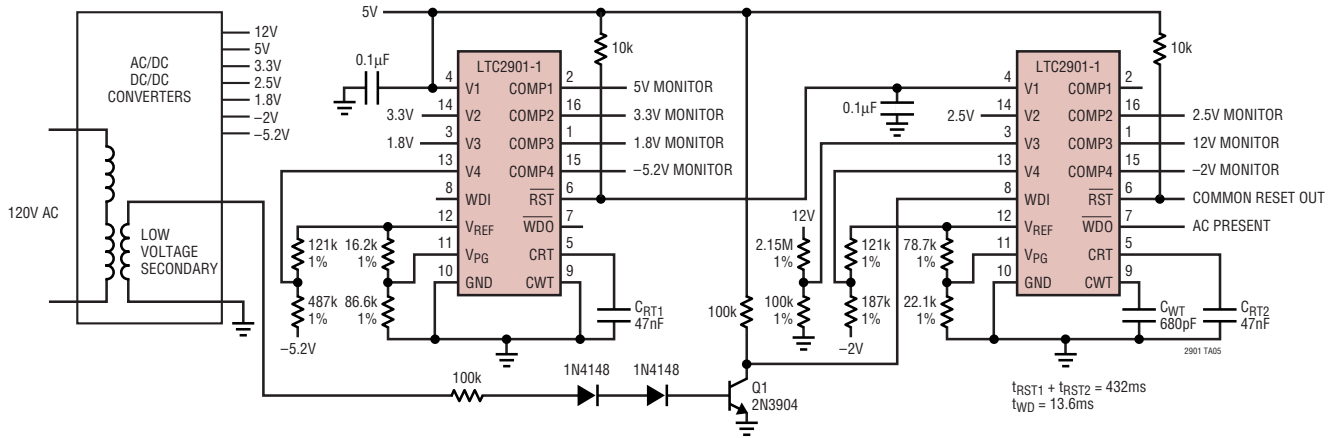 5V
12V
5V
3.3V
2.5V
1.8V
–2V
–5.2V
AC/DC
DC/DC
CONVERTERS
120V AC
LOW
VOLTAGE
SECONDARY
0.1µF
10k
LTC2901-1
4 V1
14 V2
3 V3
13 V4
8 WDI
12 VREF
11 VPG
10 GND
COMP1 2
COMP2 16
COMP3 1
COMP4 15
RST 6
WDO 7
CRT 5
CWT 9
3.3V
1.8V
5V MONITOR
3.3V MONITOR
1.8V MONITOR
–5.2V MONITOR
121k
1%
16.2k
1%
487k
1%
86.6k
1%
–5.2V
CRT1
47nF
100k
1N4148
1N4148
100k
Q1
2N3904
0.1µF
10k
LTC2901-1
4 V1
14 V2
3 V3
13 V4
8 WDI
12 VREF
11 VPG
10 GND
COMP1 2
COMP2 16
COMP3 1
COMP4 15
RST 6
WDO 7
CRT 5
CWT 9
2.5V
2.5V MONITOR
12V MONITOR
–2V MONITOR
COMMON RESET OUT
AC PRESENT
12V
2.15M
1%
121k
1%
78.7k
1%
100k
1%
187k
1%
22.1k
1%
–2V
CWT
680pF
CRT2
47nF
2901 TA05
tRST1 + tRST2 = 432ms
tWD = 13.6ms